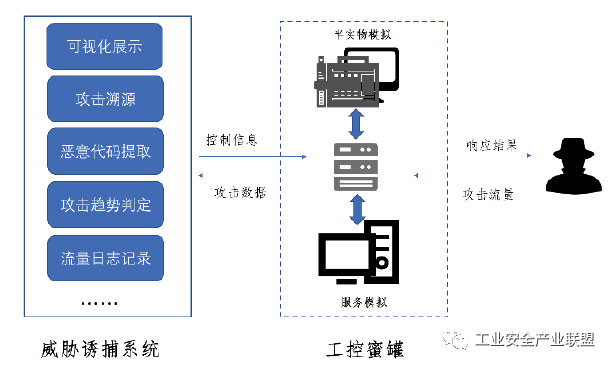 可视化展示
攻击溯源
恶意代码提取
攻击趋势判定
流量日志记录
......
威胁诱捕系统
控制信息
攻击数据
半实物模拟
服务模拟
工控蜜罐
响应结果
攻击流量
工业安全产业联盟